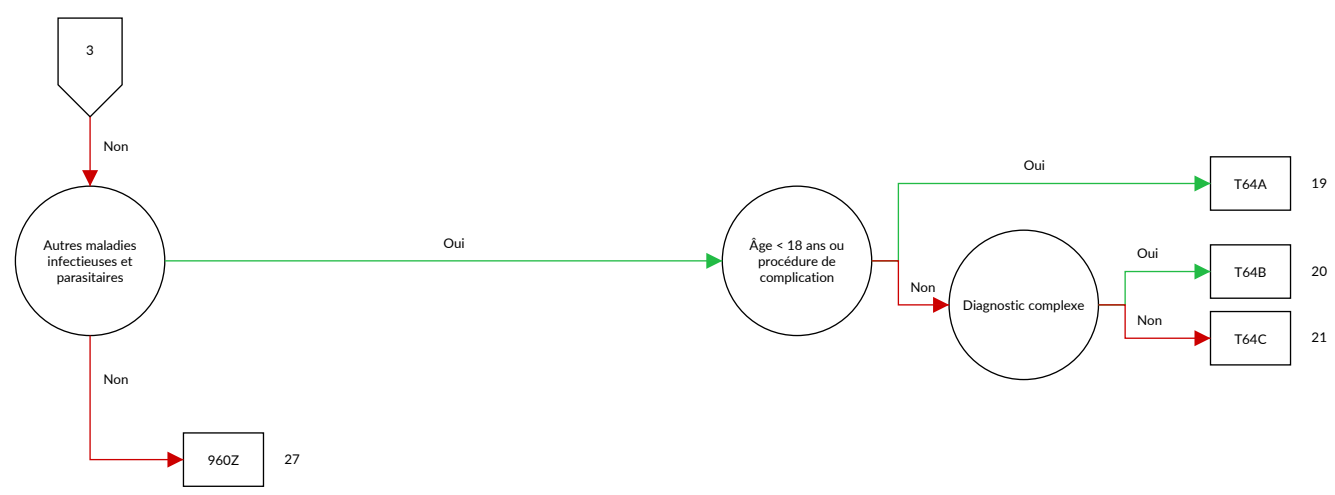 3
Non
Autres maladies
infectieuses et
parasitaires
Oui
Âge < 18 ans ou
procédure de
complication
Oui
T64A
19
Non
Diagnostic complexe
Oui
T64B
20
Non
T64C
21
Non
960Z
27